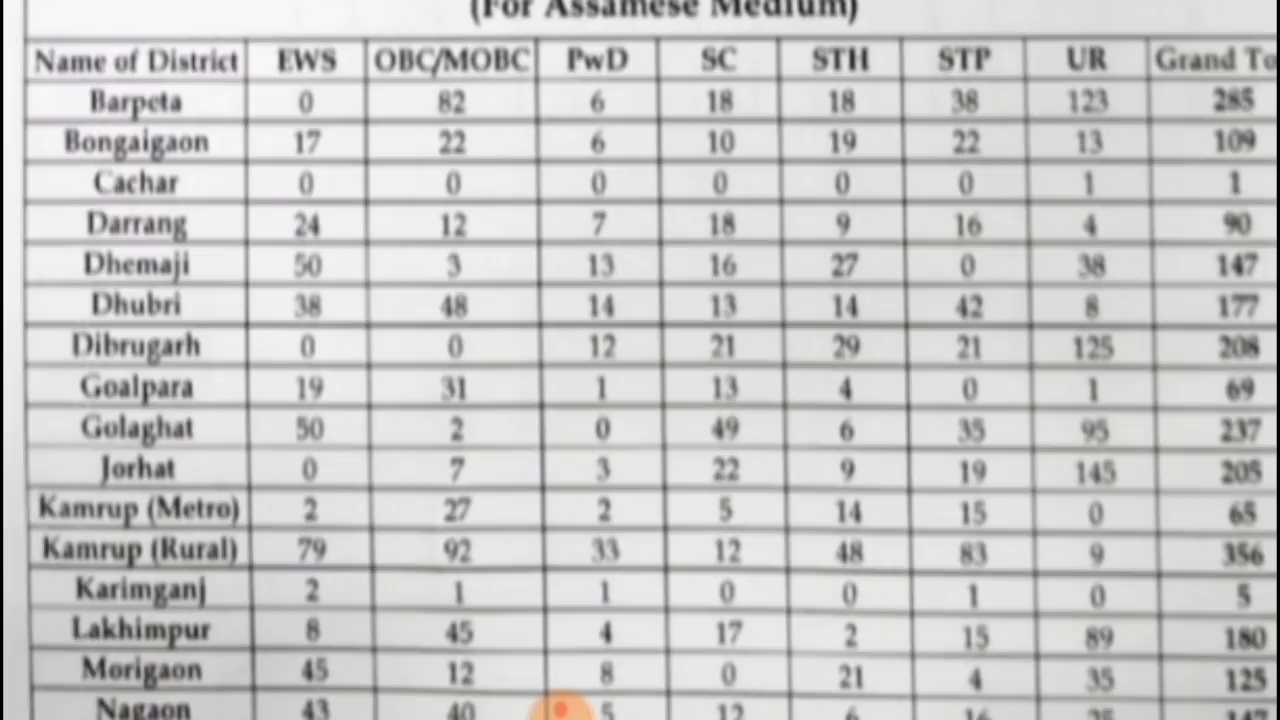 (For Assamese Medium)
Name of District EWS OBC/MOBC PwD SC STH STP UR Grand To
Barpeta 0 82 6 18 18 38 123 285
Bongaigaon 17 22 6 10 19 22 13 109
Cachar 0 0 0 0 0 0 1 1
Darrang 24 12 7 18 9 16 4 90
Dhemaji 50 3 13 16 27 0 38 147
Dhubri 38 48 14 13 14 42 8 177
Dibrugarh 0 0 12 21 29 21 125 208
Goalpara 19 31 1 13 4 0 1 69
Golaghat 50 2 0 49 6 35 95 237
Jorhat 0 7 3 22 9 19 145 205
Kamrup (Metro) 2 27 2 5 14 15 0 65
Kamrup (Rural) 79 92 33 12 48 83 9 356
Karimganj 2 1 1 0 0 1 0 5
Lakhimpur 8 45 4 17 2 15 89 180
Morigaon 45 12 8 0 21 4 35 125
Nagaon 43 40 5 12 6 16